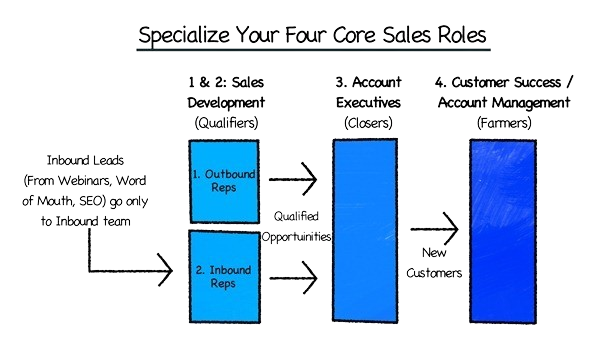 Specialize Your Four Core Sales Roles
1 & 2: Sales
Development
(Qualifiers)
3. Account
Executives
(Closers)
4. Customer Success /
Account Management
(Farmers)
Inbound Leads
(From Webinars, Word
of Mouth, SEO) go only
to Inbound team
1. Outbound
Reps
2. Inbound
Reps
Qualified
Opportuinities
New
Customers